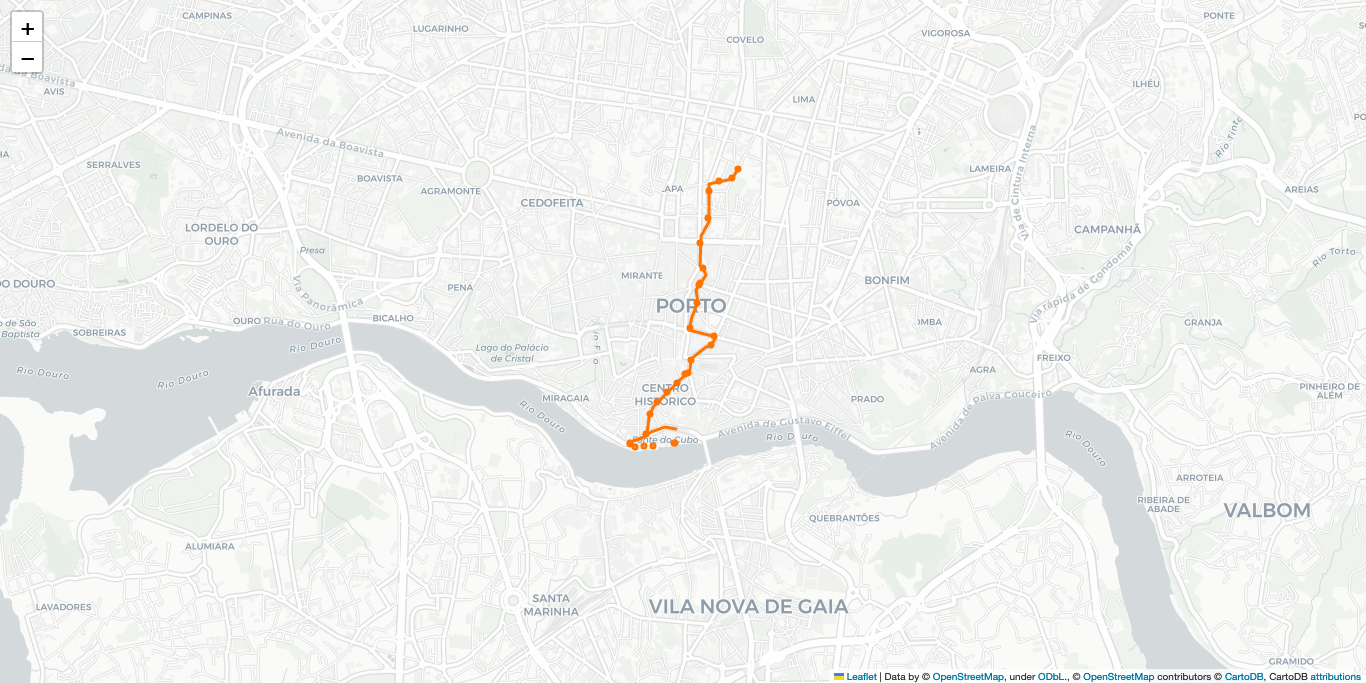 +
−
CAMPINAS
LUGARINHO
COVELO
VIGOROSA
PONTE
da da Boavista
AVIS
LIMA
ILHÉU
Avenida da Boavista
Rio Tinto
SERRALVES
BOAVISTA
AGRAMONTE
LAPA
LAMEIRA
AREIAS
CEDOFEITA
PÓVOA
Via de Cintura Interna
LORDELO DO
OURO
CAMPANHÃ
Presa
Rio Torto
MIRANTE
BONFIM
DO DOURO
PENA
PORTO
Via Panorâmica
Via rápida de Gondomar
OURO
Rua do Ouro
BICALHO
o de São
Baptista
SOBREIRAS
OMBA
GRANJA
Rio Douro
Lago do Palácio
de Cristal
FREIXO
AGRA
Rio Douro
Rio Douro
Afurada
CENTRO
HISTÓRICO
MIRAGAIA
PRADO
Avenida de Paiva Couceiro
PINHEIRO DE
ALÉM
Rio Douro
Avenida de Gustavo Eiffel
Fonte do Cubo
Rio Douro
Rio Douro
ARROTEIA
RIBEIRA DE
ABADE
VALBOM
QUEBRANTÕES
ALUMIARA
LAVADORES
SANTA
MARINHA
VILA NOVA DE GAIA
GRAMIDO
Leaflet | Data by © OpenStreetMap, under ODbL., © OpenStreetMap contributors © CartoDB, CartoDB attributions